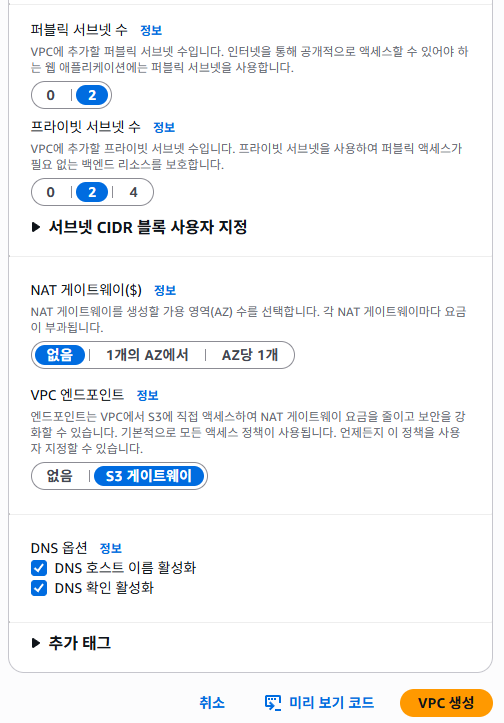 퍼블릭 서브넷 수 정보
VPC에 추가할 퍼블릭 서브넷 수입니다. 인터넷을 통해 공개적으로 액세스할 수 있어야 하
는 웹 애플리케이션에는 퍼블릭 서브넷을 사용합니다.
0 2
프라이빗 서브넷 수 정보
VPC에 추가할 프라이빗 서브넷 수입니다. 프라이빗 서브넷을 사용하여 퍼블릭 액세스가
필요 없는 백엔드 리소스를 보호합니다.
0 2 4
서브넷 CIDR 블록 사용자 지정
NAT 게이트웨이($) 정보
NAT 게이트웨이를 생성할 가용 영역(AZ) 수를 선택합니다. 각 NAT 게이트웨이마다 요금
이 부과됩니다.
없음 1개의 AZ에서 AZ당 1개
VPC 엔드포인트 정보
엔드포인트는 VPC에서 S3에 직접 액세스하여 NAT 게이트웨이 요금을 줄이고 보안을 강
화할 수 있습니다. 기본적으로 모든 액세스 정책이 사용됩니다. 언제든지 이 정책을 사용
자 지정할 수 있습니다.
없음 S3 게이트웨이
DNS 옵션 정보
DNS 호스트 이름 활성화
DNS 확인 활성화
추가 태그
취소 미리 보기 코드 VPC 생성